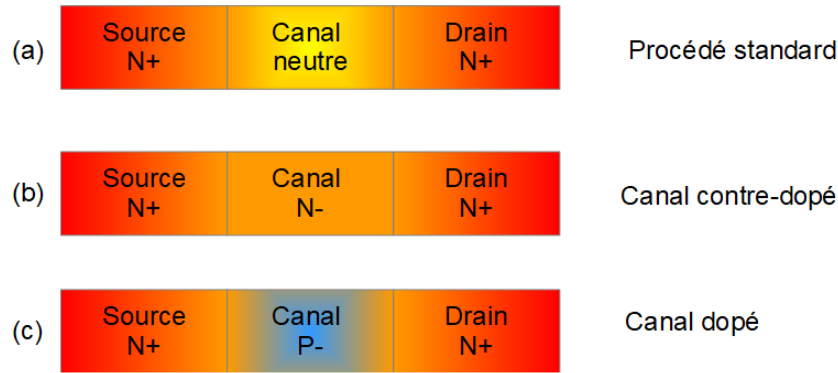 (a) Source Canal Drain Procédé standard
N+ neutre N+
(b) Source Canal Drain Canal contre-dopé
N+ N- N+
(c) Source Canal Drain Canal dopé
N+ P- N+